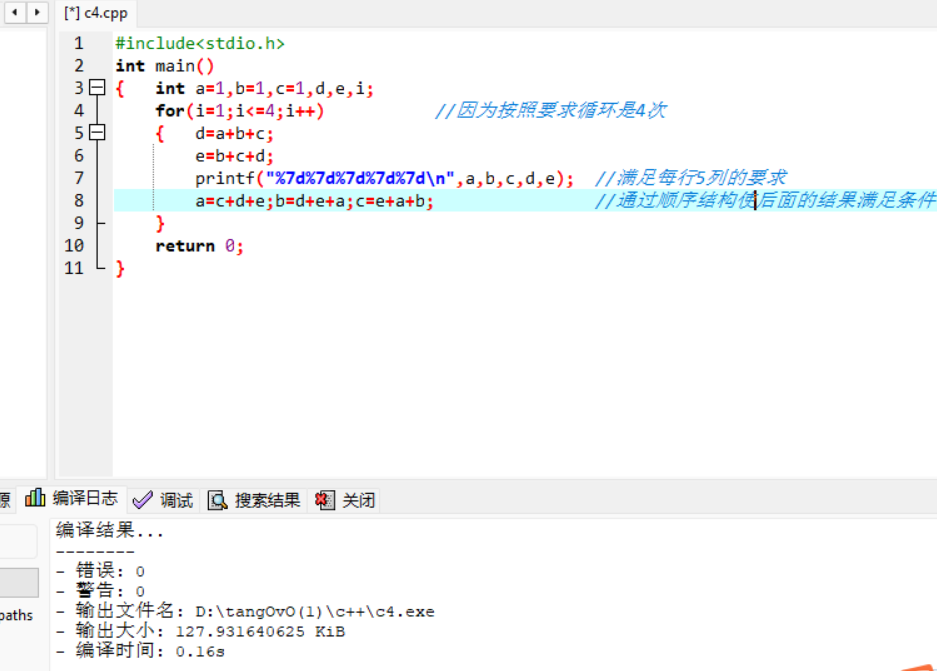 [*] c4.cpp
1 #include<stdio.h>
2 int main()
3 { int a=1,b=1,c=1,d,e,i;
4 for(i=1;i<=4;i++) //因为按照要求循环是4次
5 { d=a+b+c;
6 e=b+c+d;
7 printf("%7d%7d%7d%7d%7d\n",a,b,c,d,e); //满足每行5列的要求
8 a=c+d+e;b=d+e+a;c=e+a+b; //通过顺序结构使后面的结果满足条件
9 }
10 return 0;
11 }
源 编译日志 调试 搜索结果 关闭
编译结果...
--------
- 错误: 0
- 警告: 0
- 输出文件名: D:\tangOvO(1)\c++\c4.exe
paths
- 输出大小: 127.931640625 KiB
- 编译时间: 0.16s